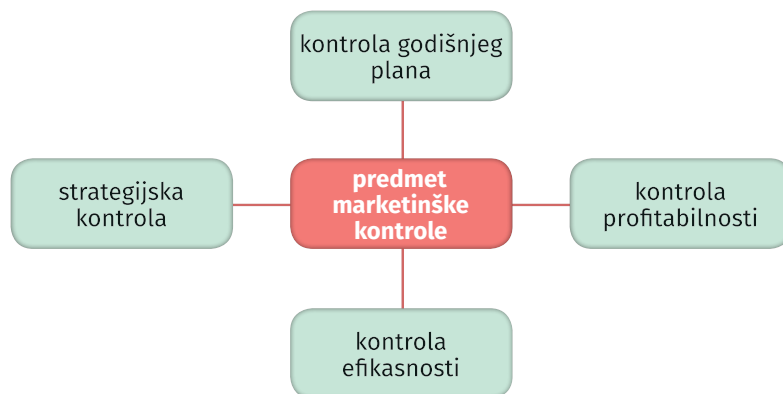 kontrola godišnjeg
plana
strategijska
kontrola
predmet
marketinške
kontrole
kontrola
profitabilnosti
kontrola
efikasnosti